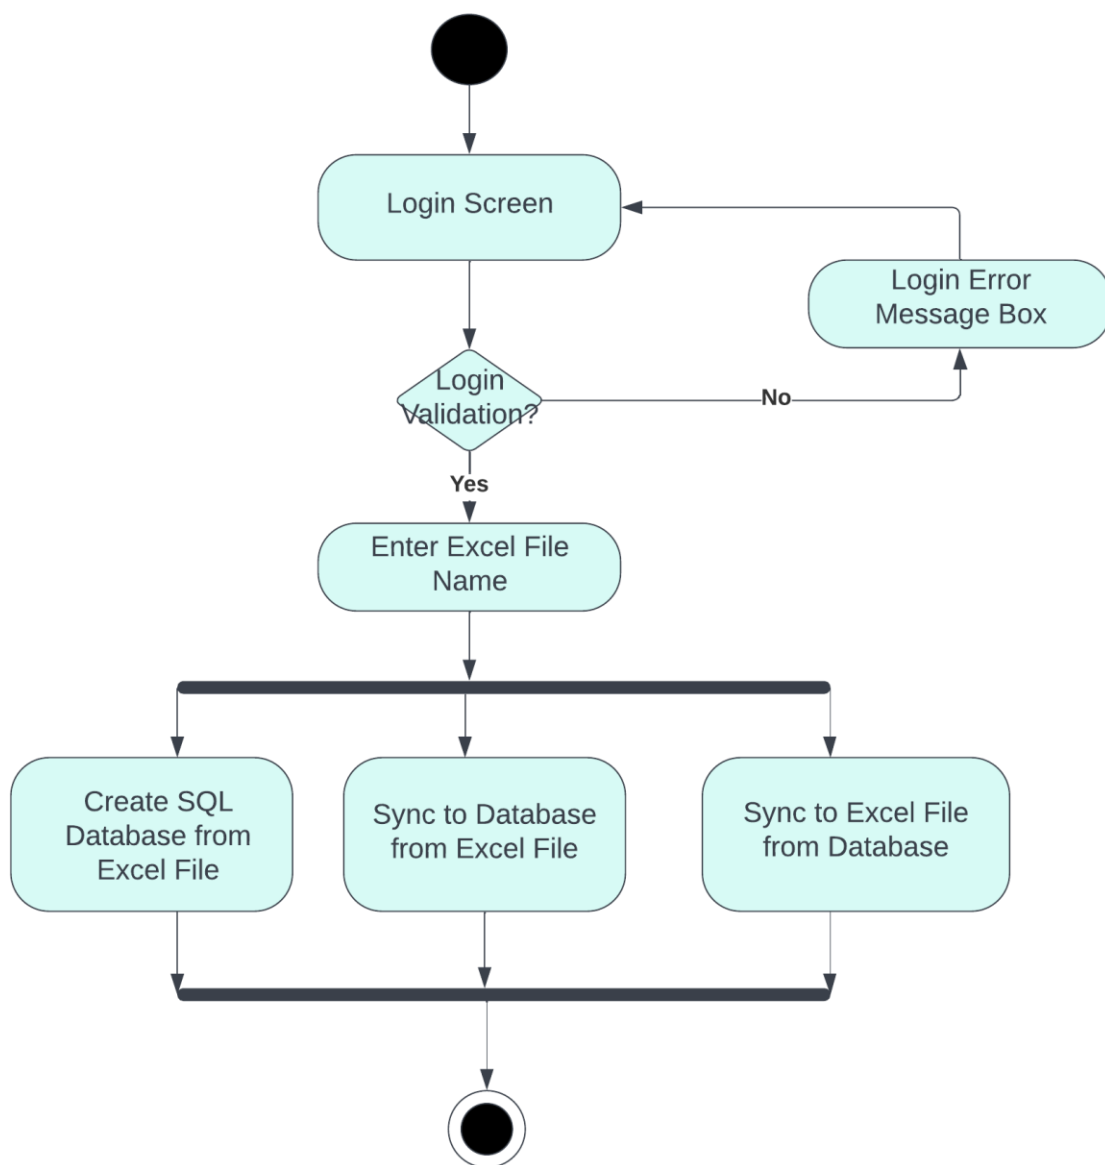 Login Screen
Login Error
Message Box
Login
Validation?
No
Yes
Enter Excel File
Name
Create SQL
Database from
Excel File
Sync to Database
from Excel File
Sync to Excel File
from Database